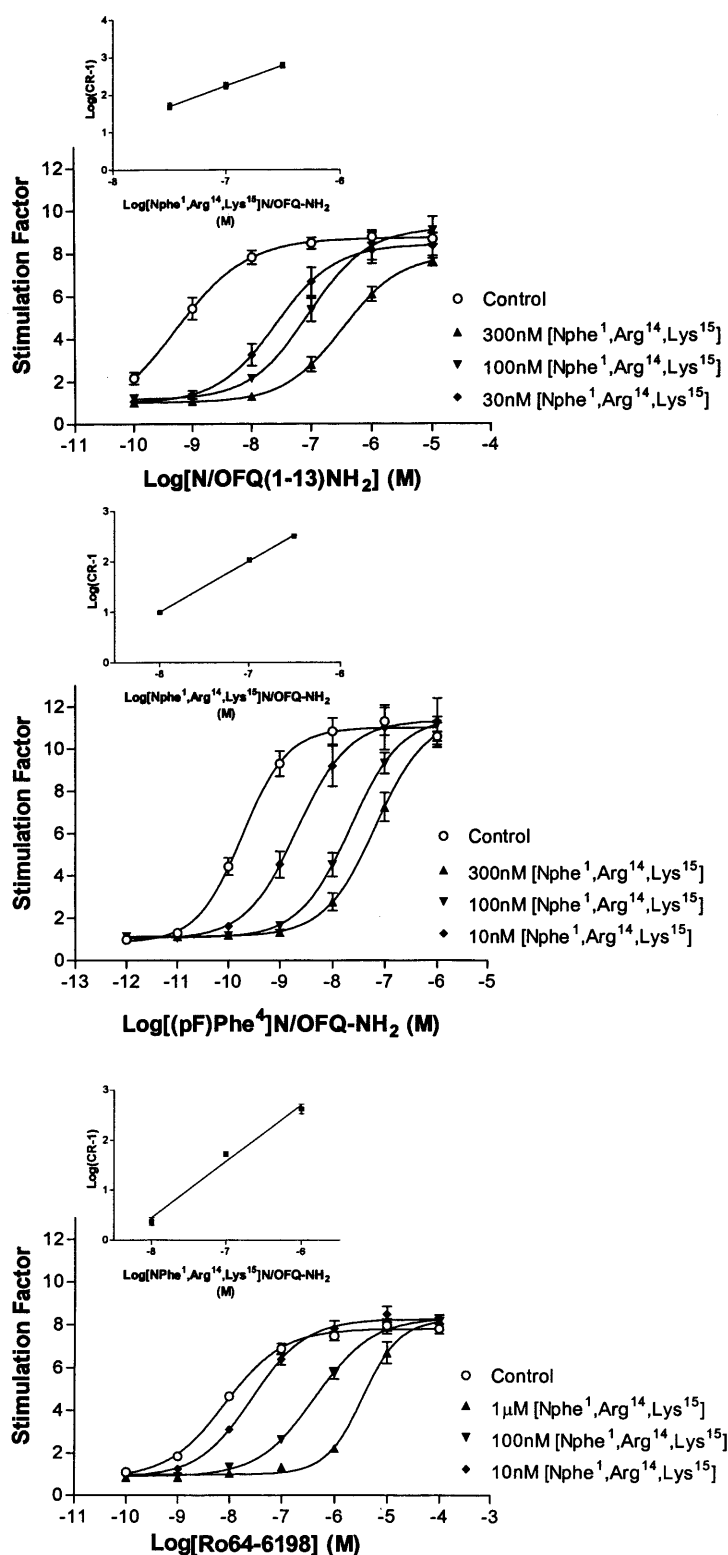 4
3
2
1
0
Log(CR-1)
-8
-7
-6
Log[Nphe¹,Arg¹⁴,Lys¹⁵]N/OFQ-NH₂
(M)
12
10
8
6
4
2
0
Stimulation Factor
Control
300nM [Nphe¹,Arg¹⁴,Lys¹⁵]
100nM [Nphe¹,Arg¹⁴,Lys¹⁵]
30nM [Nphe¹,Arg¹⁴,Lys¹⁵]
-11
-10
-9
-8
-7
-6
-5
-4
Log[N/OFQ(1-13)NH₂] (M)
3
2
1
0
Log(CR-1
-8
-7
-6
Log[Nphe¹,Arg¹⁴,Lys¹⁵]N/OFQ-NH₂
(M)
12
10
8
6
4
2
0
Stimulation Factor
Control
300nM [Nphe¹,Arg¹⁴,Lys¹⁵]
100nM [Nphe¹,Arg¹⁴,Lys¹⁵]
10nM [Nphe¹,Arg¹⁴,Lys¹⁵]
-13
-12
-11
-10
-9
-8
-7
-6
-5
Log[(pF)Phe⁴]N/OFQ-NH₂ (M)
3
2
1
0
Log(CR-1)
-8
-7
-6
Log[NPhe¹,Arg¹⁴,Lys¹⁵]N/OFQ-NH₂
(M)
12
10
8
6
4
2
0
Stimulation Factor
Control
1µM [Nphe¹,Arg¹⁴,Lys¹⁵]
100nM [Nphe¹,Arg¹⁴,Lys¹⁵]
10nM [Nphe¹,Arg¹⁴,Lys¹⁵]
-10
-9
-8
-7
-6
-5
-4
-3
Log[Ro64-6198] (M)